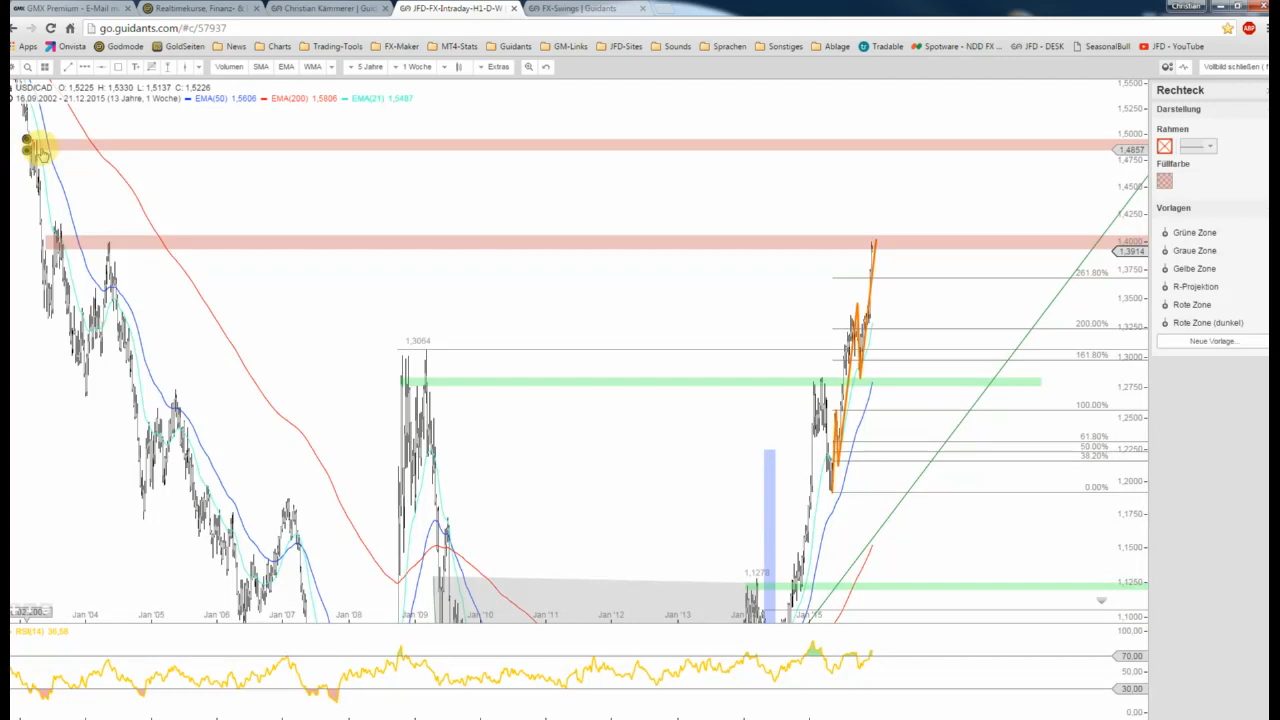 GMX Premium - E-Mail m
Realtimekurse, Finanz- &
Christian Kämmerer | Guid
JFD-FX-Intraday-H1-D-W
FX-Swings | Guidants
Christian
go.guidants.com/#c/57937
Apps Onvista Godmode GoldSeiten News Charts Trading-Tools FX-Maker MT4-Stats Guidants GM-Links JFD-Sites Sounds Sprachen Sonstiges Ablage Tradable Spotware - NDD FX ... JFD - DESK SeasonalBull JFD - YouTube
Volumen SMA EMA WMA 5 Jahre 1 Woche Extras
Vollbild schließen
USD/CAD O: 1,5225 H: 1,5330 L: 1,5137 C: 1,5226
16.09.2002 - 21.12.2015 (13 Jahre, 1 Woche) EMA(50) 1,5606 EMA(200) 1,5806 EMA(21) 1,5487
1,5500
1,5250
1,5000
1,4857
1,4750
1,4500
1,4250
1,4000
1,3914
261.80%
1,3750
1,3500
200.00%
1,3250
1,3064
161.80%
1,3000
1,2750
100.00%
1,2500
61.80%
50.00%
1,2250
38.20%
0.00%
1,2000
1,1750
1,1500
1,1278
1,1250
1,1000
Jan '04 Jan '05 Jan '06 Jan '07 Jan '08 Jan '09 Jan '10 Jan '11 Jan '12 Jan '13 Jan '15
RSI(14) 36,58
100,00
70,00
50,00
30,00
0,00
Rechteck
Darstellung
Rahmen
Füllfarbe
Vorlagen
Grüne Zone
Graue Zone
Gelbe Zone
R-Projektion
Rote Zone
Rote Zone (dunkel)
Neue Vorlage...